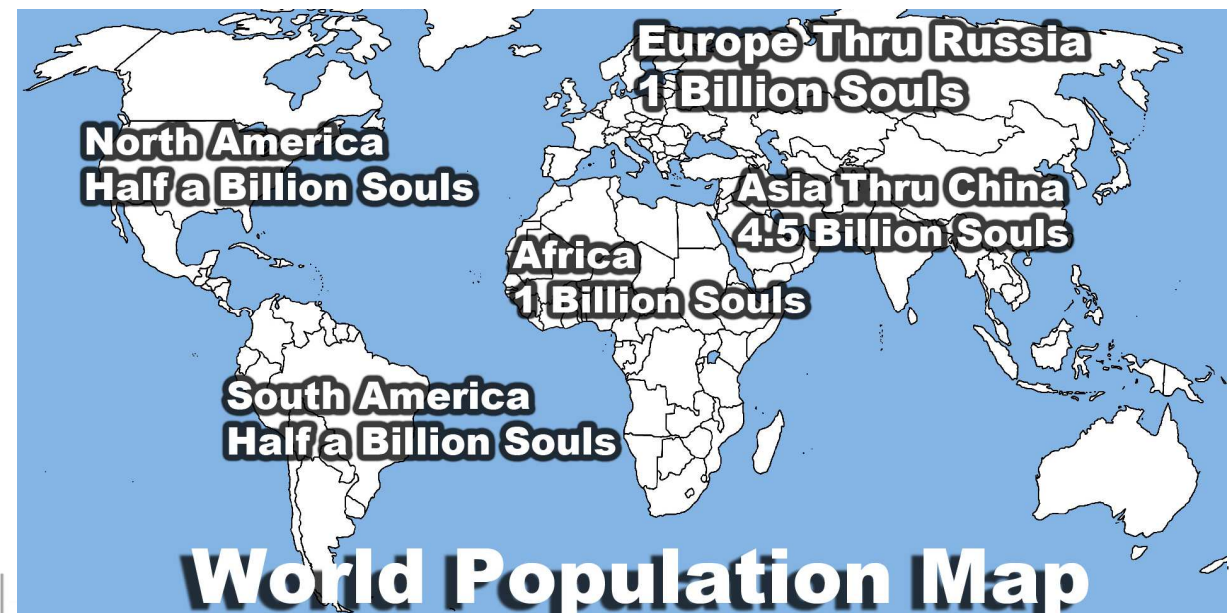 Europe Thru Russia
1 Billion Souls
North America
Half a Billion Souls
Asia Thru China
4.5 Billion Souls
Africa
1 Billion Souls
South America
Half a Billion Souls
World Population Map